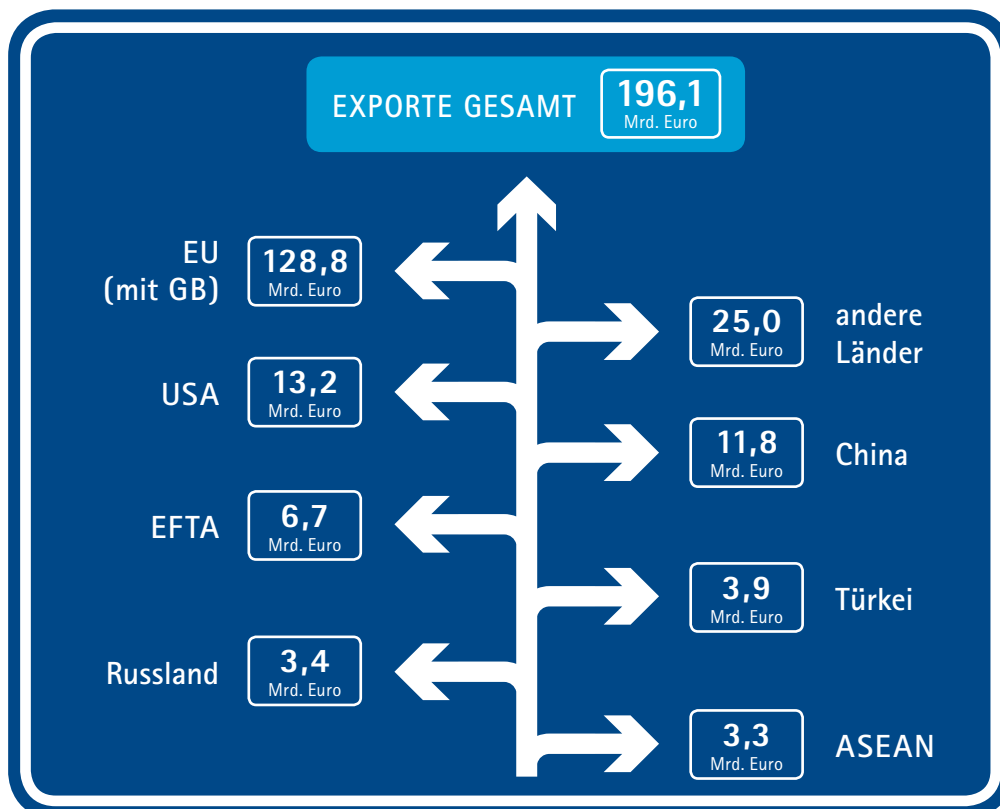 EXPORTE GESAMT
196,1
Mrd. Euro
EU
(mit GB)
128,8
Mrd. Euro
25,0
Mrd. Euro
andere
Länder
USA
13,2
Mrd. Euro
11,8
Mrd. Euro
China
EFTA
6,7
Mrd. Euro
3,9
Mrd. Euro
Türkei
Russland
3,4
Mrd. Euro
3,3
Mrd. Euro
ASEAN